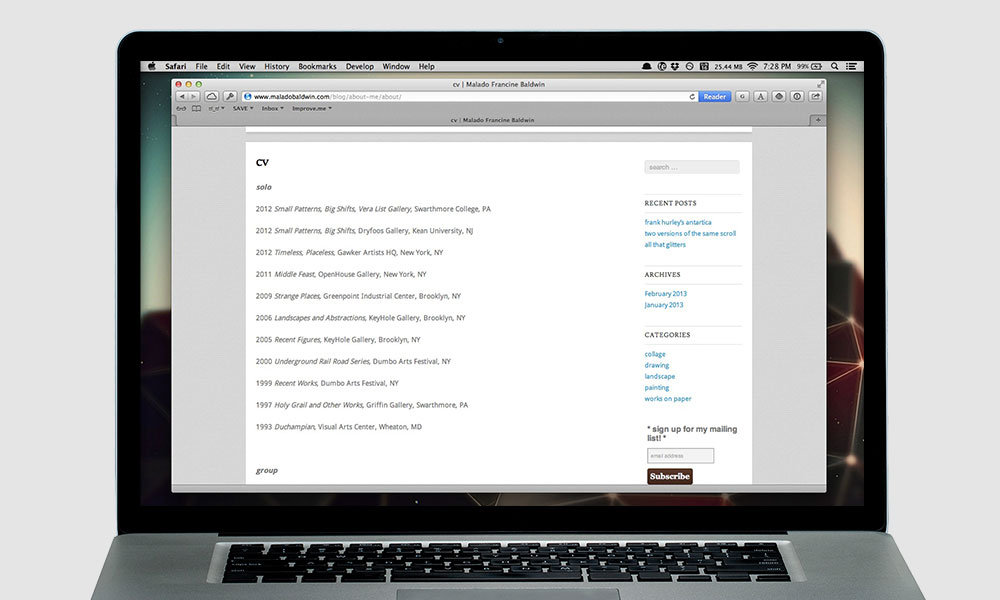 Safari File Edit View History Bookmarks Develop Window Help 25.44 MB 7:28 PM 99%
cv | Malado Francine Baldwin
www.maladobaldwin.com/blog/about-me/about/ Reader
SAVE Inbox Improve.me
cv | Malado Francine Baldwin
CV
solo
2012 Small Patterns, Big Shifts, Vera List Gallery, Swarthmore College, PA
2012 Small Patterns, Big Shifts, Dryfoos Gallery, Kean University, NJ
2012 Timeless, Placeless, Gawker Artists HQ, New York, NY
2011 Middle Feast, OpenHouse Gallery, New York, NY
2009 Strange Places, Greenpoint Industrial Center, Brooklyn, NY
2006 Landscapes and Abstractions, KeyHole Gallery, Brooklyn, NY
2005 Recent Figures, KeyHole Gallery, Brooklyn, NY
2000 Underground Rail Road Series, Dumbo Arts Festival, NY
1999 Recent Works, Dumbo Arts Festival, NY
1997 Holy Grail and Other Works, Griffin Gallery, Swarthmore, PA
1993 Duchampian, Visual Arts Center, Wheaton, MD
group
search ...
RECENT POSTS
frank hurley's antartica
two versions of the same scroll
all that glitters
ARCHIVES
February 2013
January 2013
CATEGORIES
collage
drawing
landscape
painting
works on paper
* sign up for my mailing
list! *
email address
Subscribe